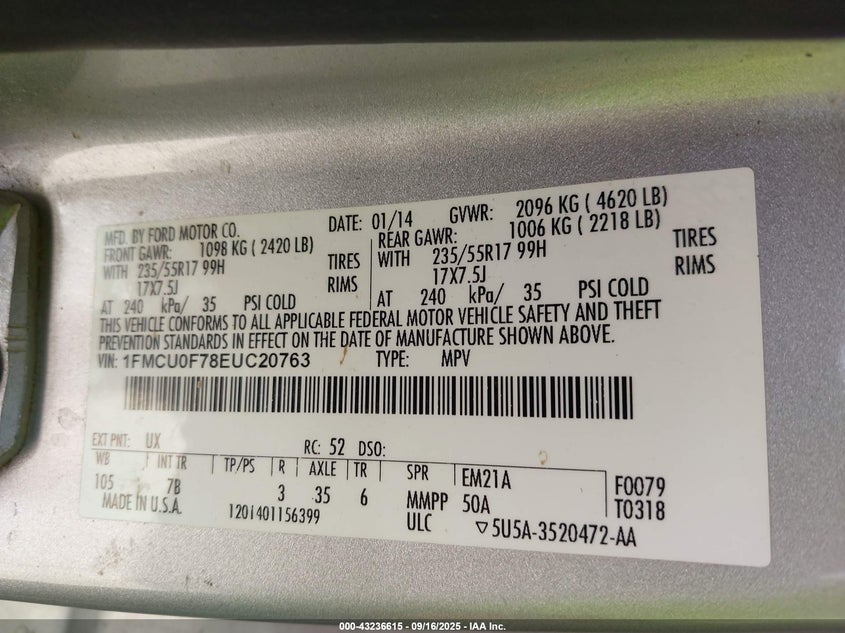 MFD. BY FORD MOTOR CO. DATE: 01/14 GVWR: 2096 KG ( 4620 LB)
FRONT GAWR: 1098 KG ( 2420 LB) REAR GAWR: 1006 KG ( 2218 LB)
WITH 235/55R17 99H TIRES WITH 235/55R17 99H TIRES
17X7.5J RIMS 17X7.5J RIMS
AT 240 kPa/ 35 PSI COLD AT 240 kPa/ 35 PSI COLD
THIS VEHICLE CONFORMS TO ALL APPLICABLE FEDERAL MOTOR VEHICLE SAFETY AND THEFT
PREVENTION STANDARDS IN EFFECT ON THE DATE OF MANUFACTURE SHOWN ABOVE.
VIN: 1FMCU0F78EUC20763 TYPE: MPV
EXT PNT: UX RC: 52 DSO:
WB INT TR TP/PS R AXLE TR SPR EM21A F0079
105 7B 3 35 6 MMPP 50A T0318
MADE IN U.S.A. 1201401156399 ULC ▽5U5A-3520472-AA
000-43236615 - 09/16/2025 - IAA Inc.